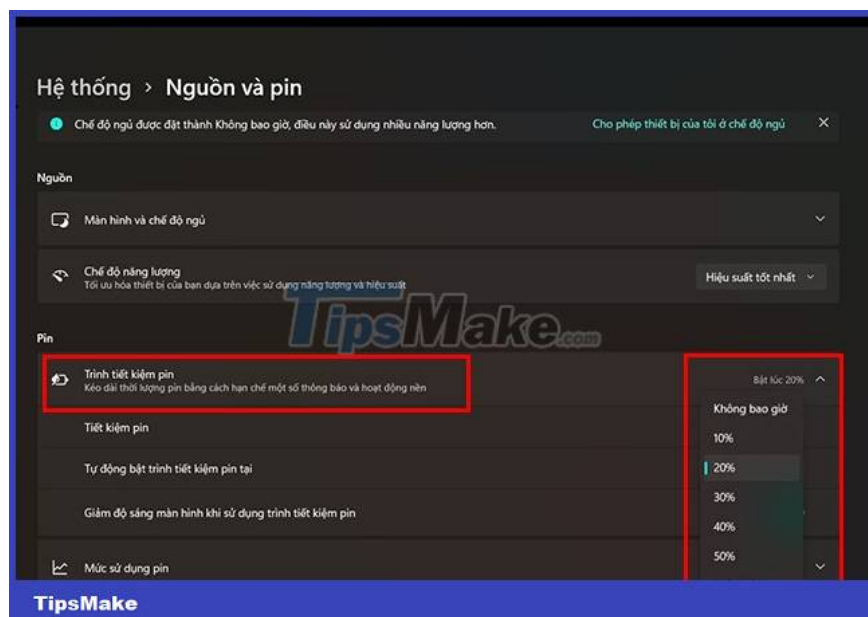 Hệ thống > Nguồn và pin
Chế độ ngủ được đặt thành Không bao giờ, điều này sử dụng nhiều năng lượng hơn. Cho phép thiết bị của tôi ở chế độ ngủ
Nguồn
Màn hình và chế độ ngủ
Chế độ năng lượng
Tối ưu hóa thiết bị của bạn dựa trên việc sử dụng năng lượng và hiệu suất
Hiệu suất tốt nhất
TipsMake.com
Pin
Trình tiết kiệm pin
Kéo dài thời lượng pin bằng cách hạn chế một số thông báo và hoạt động nền
Bật lúc 20%
Không bao giờ
Tiết kiệm pin
10%
Tự động bật trình tiết kiệm pin tại
20%
30%
Giảm độ sáng màn hình khi sử dụng trình tiết kiệm pin
40%
50%
Mức sử dụng pin
TipsMake